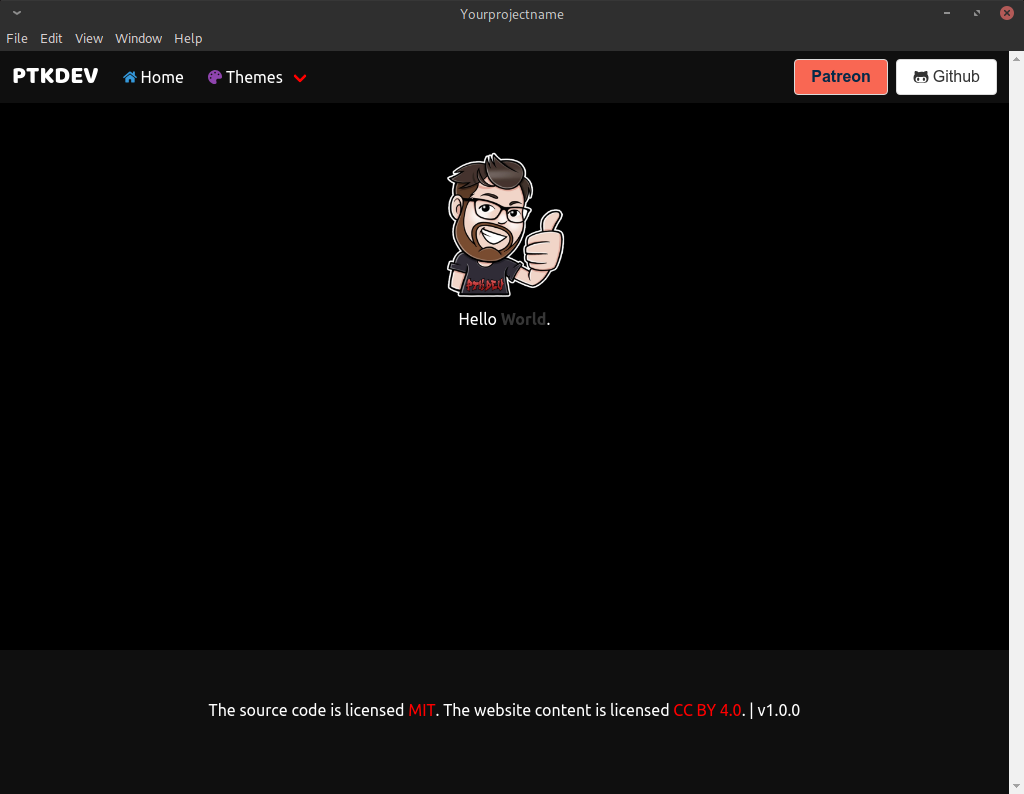 Yourprojectname
File Edit View Window Help
PTKDEV Home Themes Patreon Github
PTKDEV
Hello World.
The source code is licensed MIT. The website content is licensed CC BY 4.0. | v1.0.0